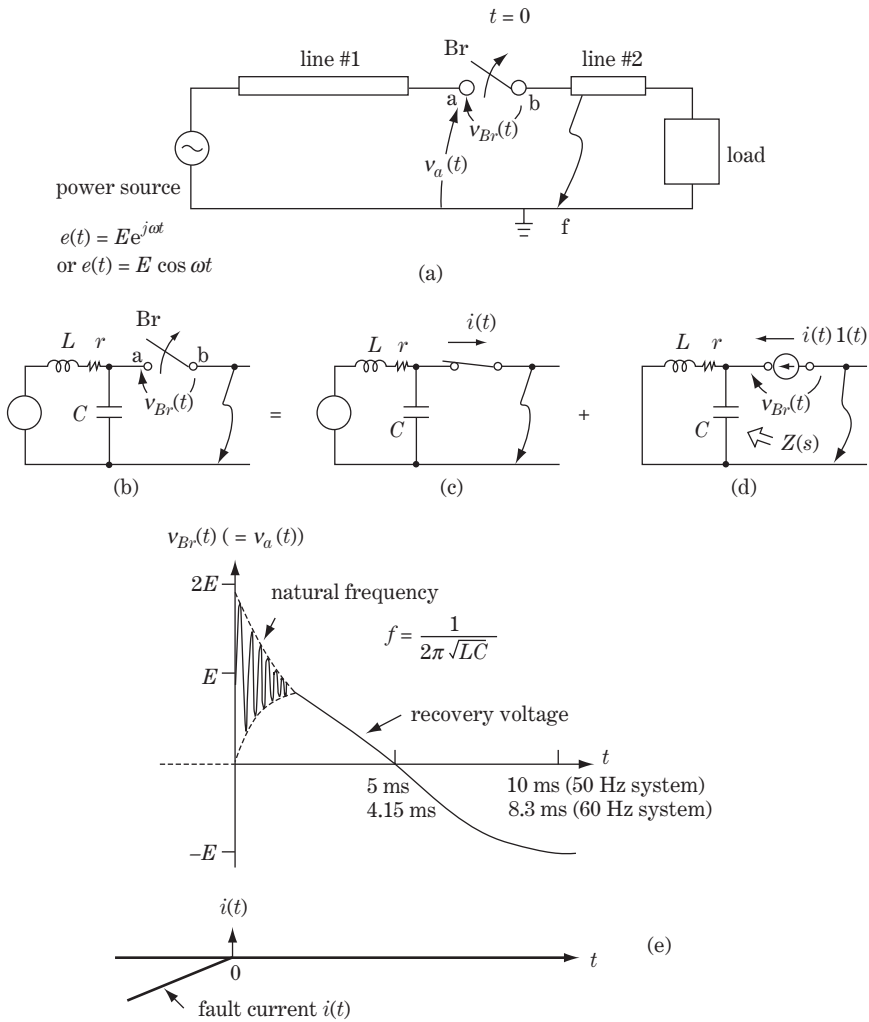 t = 0
Br
line #1
line #2
a
b
v_Br(t)
v_a(t)
load
power source
f
e(t) = Ee^{jωt}
or e(t) = E cos ωt
(a)
Br
L r a b
v_Br(t)
C
(b)
=
i(t)
L r
C
(c)
+
i(t) 1(t)
L r
v_Br(t)
C
Z(s)
(d)
v_Br(t) ( = v_a (t))
2E
natural frequency
f = 1 / 2π √LC
E
recovery voltage
t
5 ms 10 ms (50 Hz system)
4.15 ms 8.3 ms (60 Hz system)
–E
i(t)
(e)
t
0
fault current i(t)